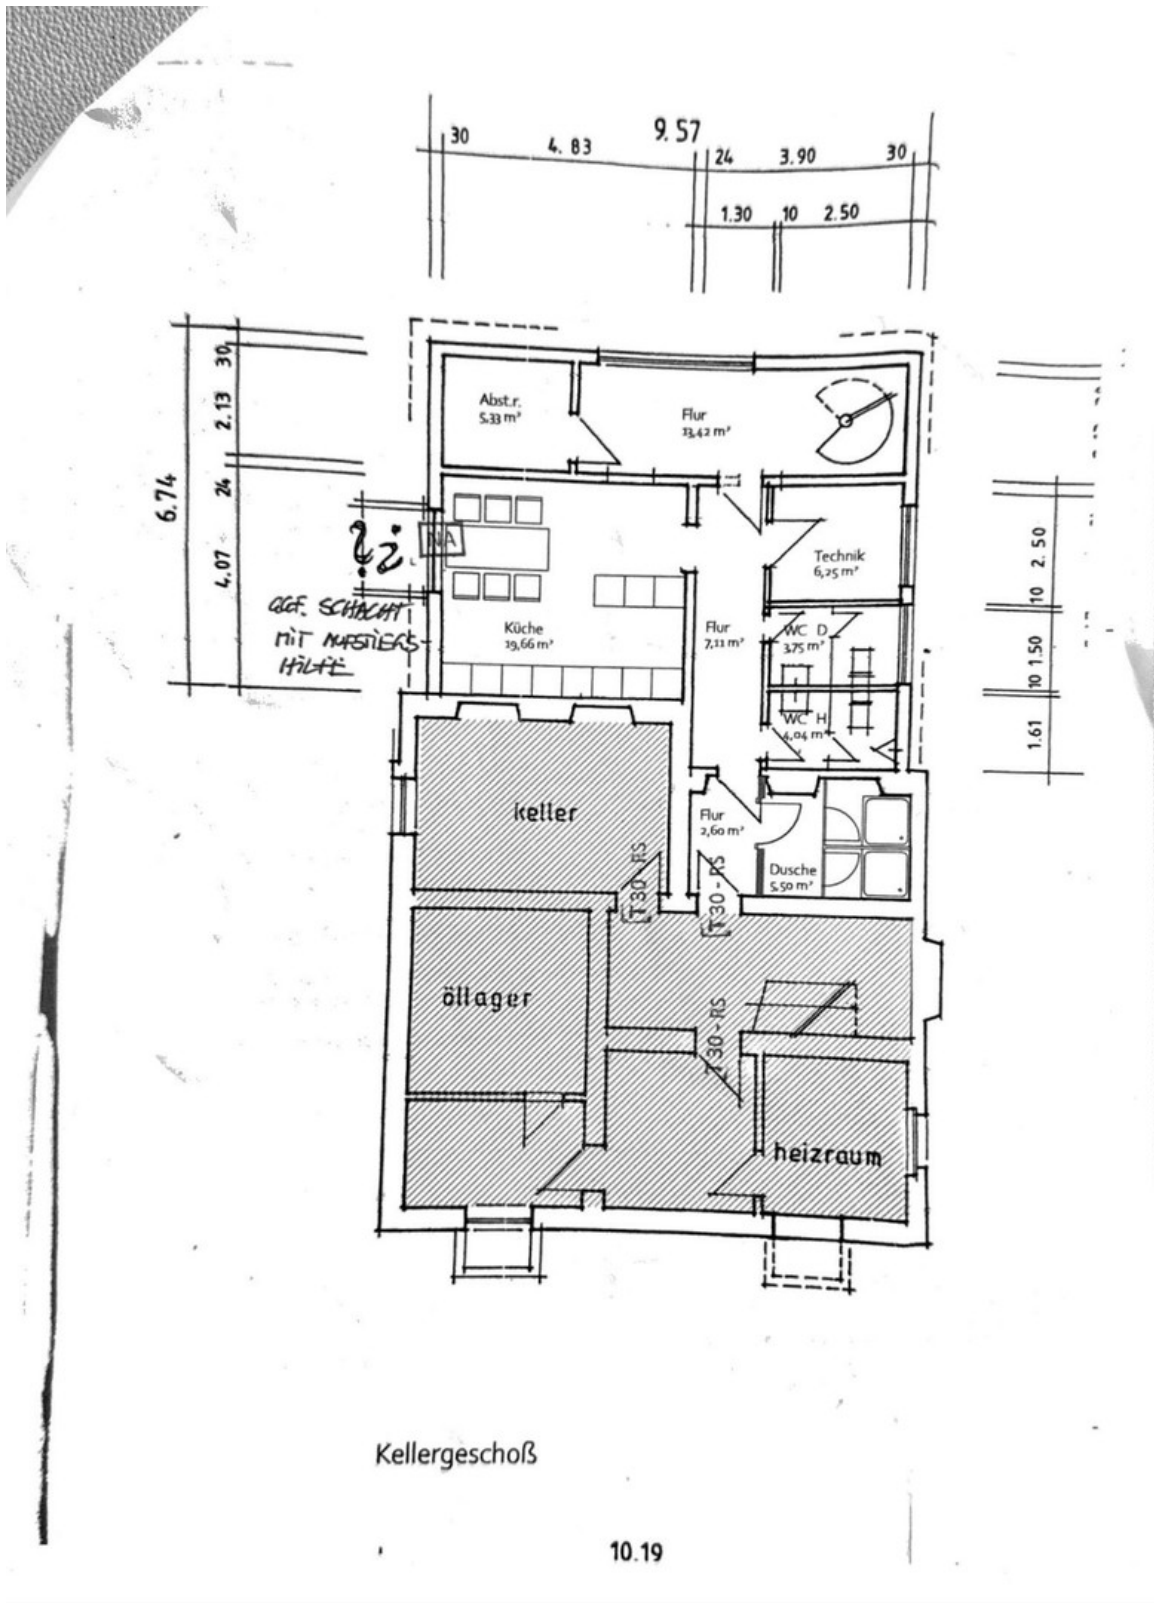 9.57
30 4.83 24 3.90 30
1.30 10 2.50
30
2.13
24
4.07
6.74
Abst.r.
5,33 m²
Flur
13,42 m²
NA
GGF. SCHACHT
MIT AUFSTIEGS-
HILFE
Küche
19,66 m²
Flur
7,11 m²
Technik
6,25 m²
WC D
3,75 m²
WC H
4,04 m²
2.50
10
1.50
10
1.61
keller
Flur
2,60 m²
Dusche
5,50 m²
T30-RS
T30-RS
öllager
T30-RS
heizraum
Kellergeschoß
10.19